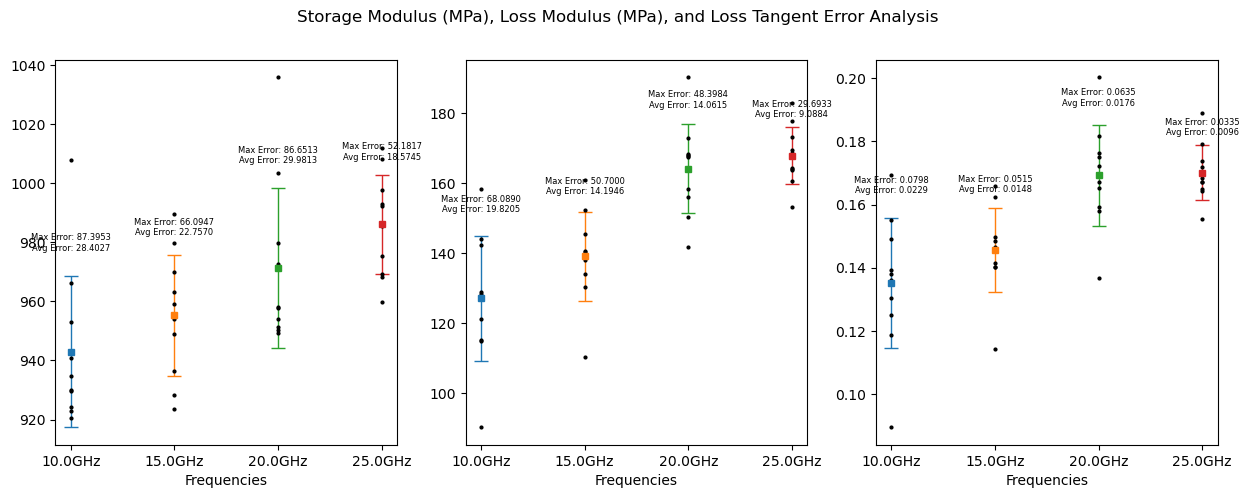 Storage Modulus (MPa), Loss Modulus (MPa), and Loss Tangent Error Analysis
1040
1020
1000
980
960
940
920
Max Error: 87.3953
Avg Error: 28.4027
Max Error: 66.0947
Avg Error: 22.7570
Max Error: 86.6513
Avg Error: 29.9813
Max Error: 52.1817
Avg Error: 18.5745
10.0GHz
15.0GHz
20.0GHz
25.0GHz
Frequencies
180
160
140
120
100
Max Error: 68.0890
Avg Error: 19.8205
Max Error: 50.7000
Avg Error: 14.1946
Max Error: 48.3984
Avg Error: 14.0615
Max Error: 29.6933
Avg Error: 9.0884
10.0GHz
15.0GHz
20.0GHz
25.0GHz
Frequencies
0.20
0.18
0.16
0.14
0.12
0.10
Max Error: 0.0798
Avg Error: 0.0229
Max Error: 0.0515
Avg Error: 0.0148
Max Error: 0.0635
Avg Error: 0.0176
Max Error: 0.0335
Avg Error: 0.0096
10.0GHz
15.0GHz
20.0GHz
25.0GHz
Frequencies